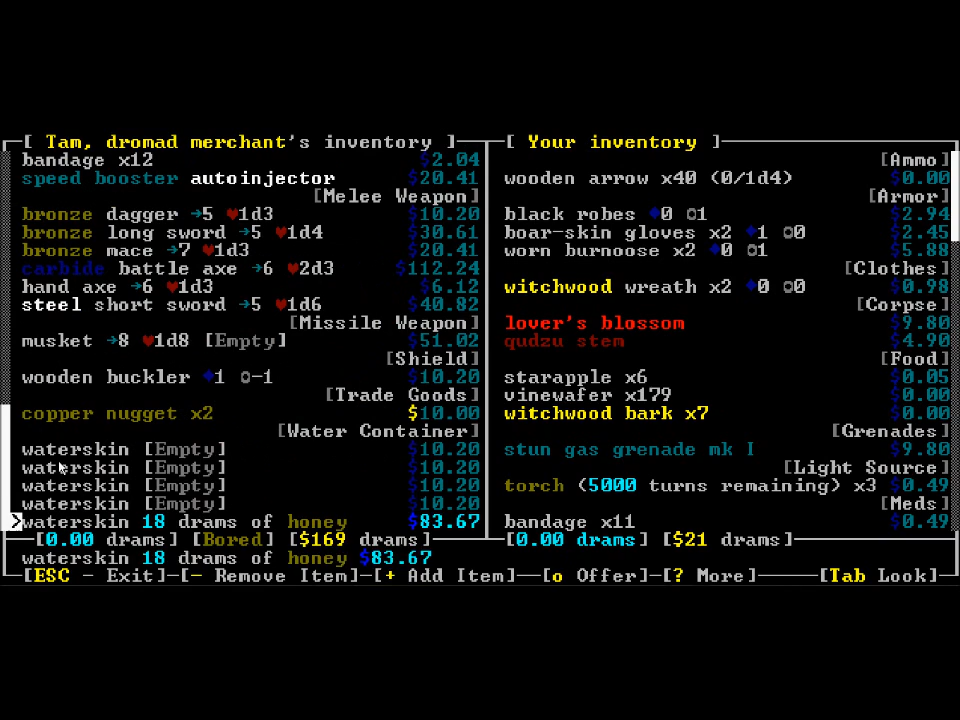 [ Tam, dromad merchant's inventory ]
bandage x12 $2.04
speed booster autoinjector $20.41
[Melee Weapon]
bronze dagger →5 ♥1d3 $10.20
bronze long sword →5 ♥1d4 $30.61
bronze mace →7 ♥1d3 $20.41
carbide battle axe →6 ♥2d3 $112.24
hand axe →6 ♥1d3 $6.12
steel short sword →5 ♥1d6 $40.82
[Missile Weapon]
musket →8 ♥1d8 [Empty] $51.02
[Shield]
wooden buckler ♦1 o-1 $10.20
[Trade Goods]
copper nugget x2 $10.00
[Water Container]
waterskin [Empty] $10.20
waterskin [Empty] $10.20
waterskin [Empty] $10.20
waterskin [Empty] $10.20
>waterskin 18 drams of honey $83.67
[0.00 drams] [Bored] [$169 drams]
[ Your inventory ]
[Ammo]
wooden arrow x40 (0/1d4) $0.00
[Armor]
black robes ♦0 o1 $2.94
boar-skin gloves x2 ♦1 o0 $2.45
worn burnoose x2 ♦0 o1 $5.88
[Clothes]
witchwood wreath x2 ♦0 o0 $0.98
[Corpse]
lover's blossom $9.80
qudzu stem $4.90
[Food]
starapple x6 $0.05
vinewafer x179 $0.00
witchwood bark x7 $0.00
[Grenades]
stun gas grenade mk I $9.80
[Light Source]
torch (5000 turns remaining) x3 $0.49
[Meds]
bandage x11 $0.49
[0.00 drams] [$21 drams]
waterskin 18 drams of honey $83.67
[ESC - Exit]-[- Remove Item]-[+ Add Item]-[o Offer]-[? More] [Tab Look]